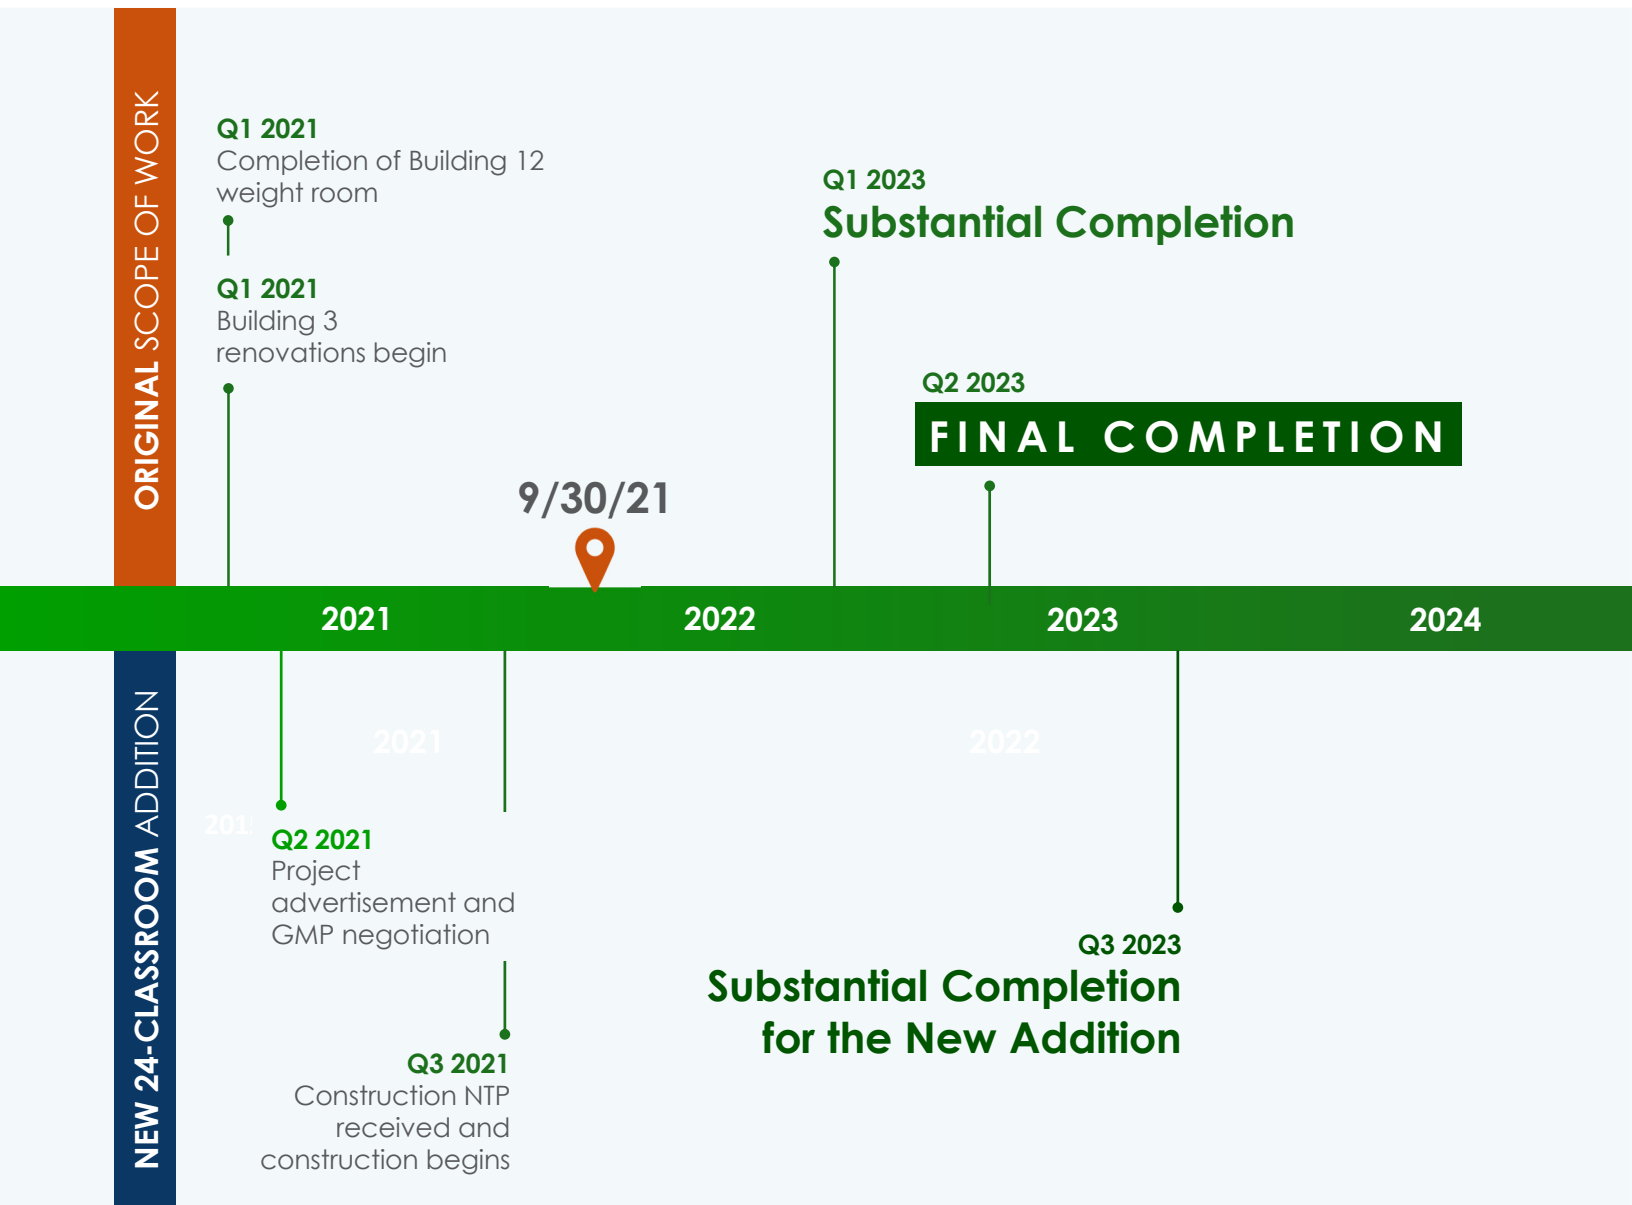 ORIGINAL SCOPE OF WORK
Q1 2021
Completion of Building 12
weight room
Q1 2021
Building 3
renovations begin
9/30/21
Q1 2023
Substantial Completion
Q2 2023
FINAL COMPLETION
2021
2022
2023
2024
NEW 24-CLASSROOM ADDITION
2021
2022
Q2 2021
Project
advertisement and
GMP negotiation
Q3 2021
Construction NTP
received and
construction begins
Q3 2023
Substantial Completion
for the New Addition